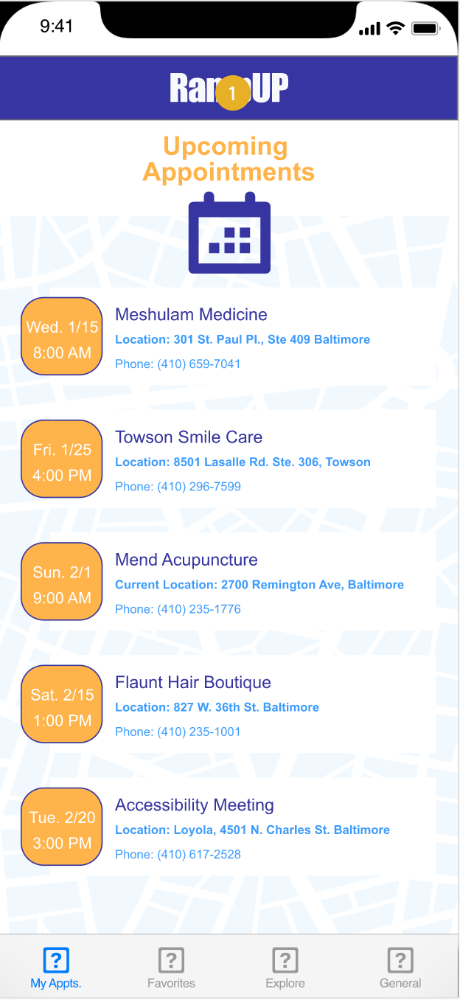 9:41
1
Upcoming
Appointments
Wed. 1/15
8:00 AM
Meshulam Medicine
Location: 301 St. Paul Pl., Ste 409 Baltimore
Phone: (410) 659-7041
Fri. 1/25
4:00 PM
Towson Smile Care
Location: 8501 Lasalle Rd. Ste. 306, Towson
Phone: (410) 296-7599
Sun. 2/1
9:00 AM
Mend Acupuncture
Current Location: 2700 Remington Ave, Baltimore
Phone: (410) 235-1776
Sat. 2/15
1:00 PM
Flaunt Hair Boutique
Location: 827 W. 36th St. Baltimore
Phone: (410) 235-1001
Tue. 2/20
3:00 PM
Accessibility Meeting
Location: Loyola, 4501 N. Charles St. Baltimore
Phone: (410) 617-2528
? ? ? ?
My Appts. Favorites Explore General